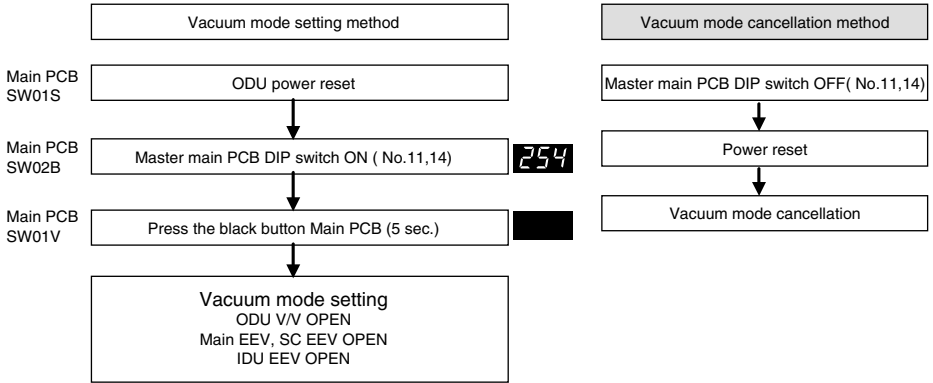 Vacuum mode setting method
Main PCB
SW01S
ODU power reset
Main PCB
SW02B
Master main PCB DIP switch ON ( No.11,14)
254
Main PCB
SW01V
Press the black button Main PCB (5 sec.)
Vacuum mode setting
ODU V/V OPEN
Main EEV, SC EEV OPEN
IDU EEV OPEN
Vacuum mode cancellation method
Master main PCB DIP switch OFF( No.11,14)
Power reset
Vacuum mode cancellation